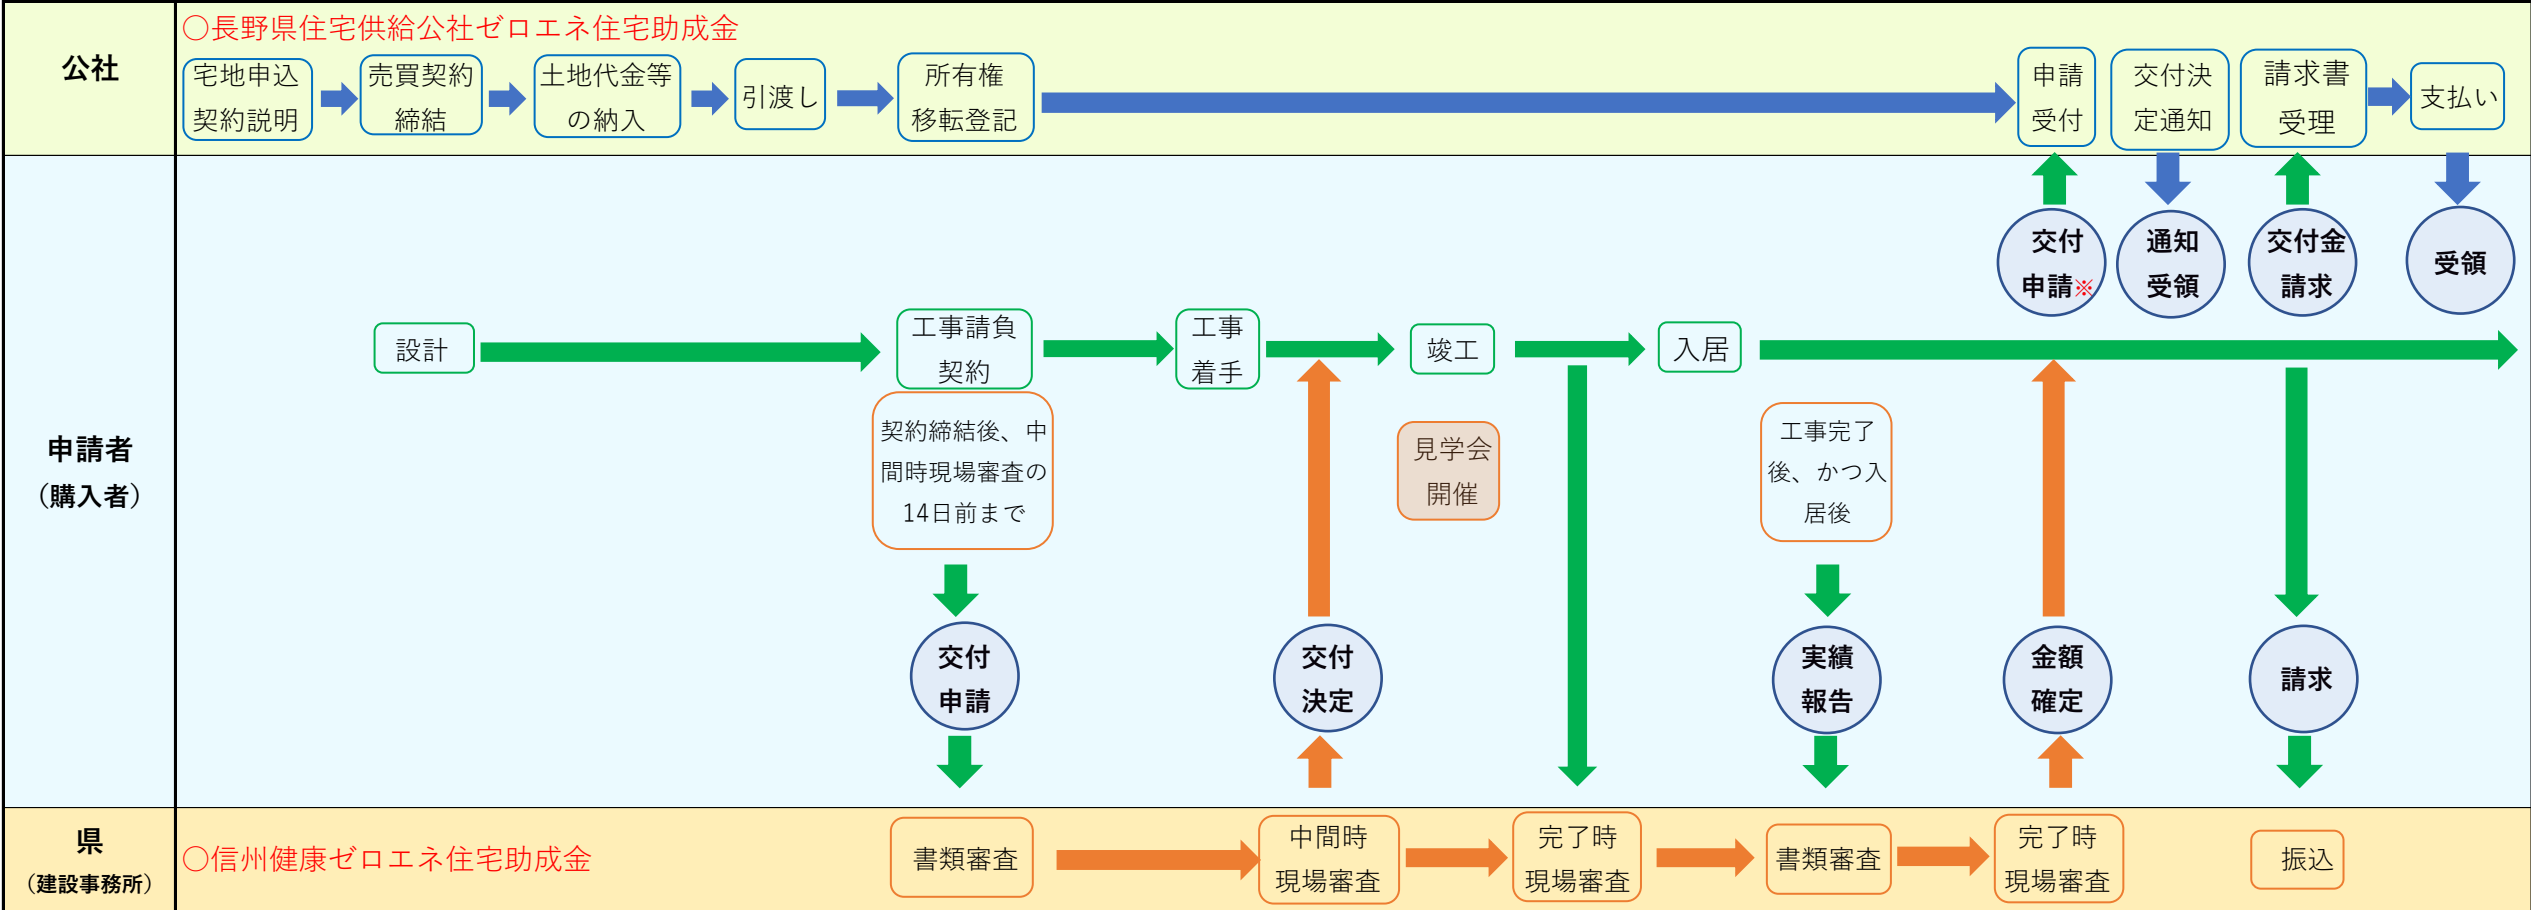 公社
○長野県住宅供給公社ゼロエネ住宅助成金
宅地申込
契約説明
売買契約
締結
土地代金等
の納入
引渡し
所有権
移転登記
申請
受付
交付決
定通知
請求書
受理
支払い
申請者
（購入者）
交付
申請※
通知
受領
交付金
請求
受領
設計
工事請負
契約
工事
着手
竣工
入居
契約締結後、中
間時現場審査の
14日前まで
見学会
開催
工事完了
後、かつ入
居後
交付
申請
交付
決定
実績
報告
金額
確定
請求
県
（建設事務所）
○信州健康ゼロエネ住宅助成金
書類審査
中間時
現場審査
完了時
現場審査
書類審査
完了時
現場審査
振込